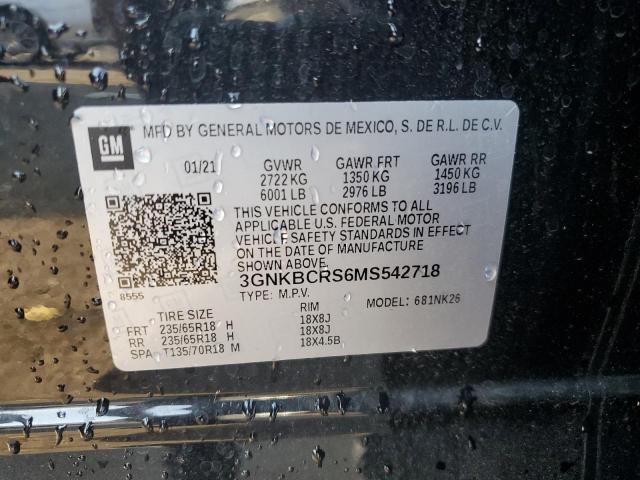 GM
MFD BY GENERAL MOTORS DE MEXICO, S. DE R.L. DE C.V.
01/21 GVWR GAWR FRT GAWR RR
2722 KG 1350 KG 1450 KG
6001 LB 2976 LB 3196 LB
THIS VEHICLE CONFORMS TO ALL
APPLICABLE U.S. FEDERAL MOTOR
VEHICLE SAFETY STANDARDS IN EFFECT
ON THE DATE OF MANUFACTURE
SHOWN ABOVE.
8555 3GNKBCRS6MS542718
TYPE: M.P.V. MODEL: 681NK26
TIRE SIZE RIM
FRT 235/65R18 H 18X8J
RR 235/65R18 H 18X8J
SPA T135/70R18 M 18X4.5B